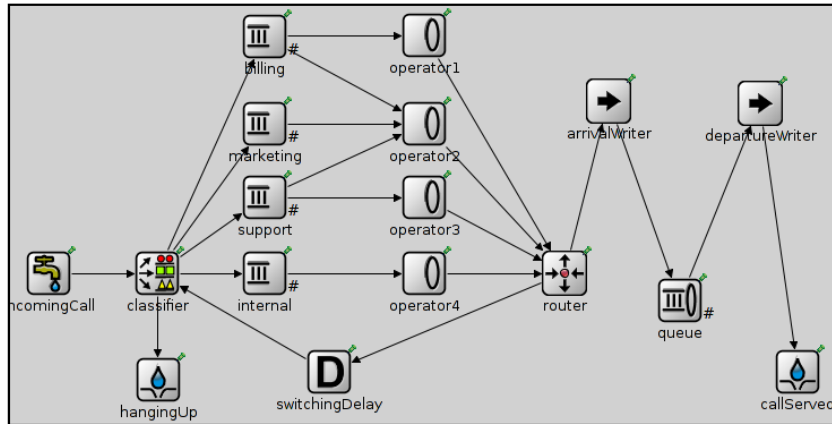 billing
#
operator1
arrivalWriter
departureWriter
marketing
#
operator2
support
#
operator3
ncomingCall
classifier
internal
#
operator4
router
queue
#
hangingUp
D
switchingDelay
callServed